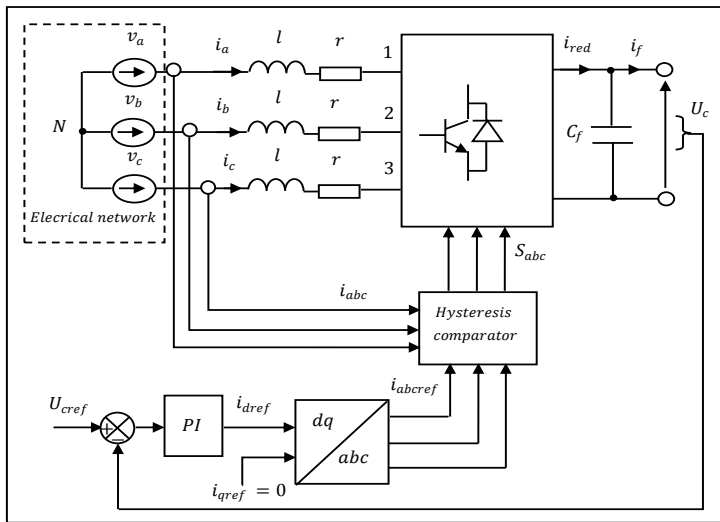 v_a
i_a l r 1
i_red i_f
v_b
i_b l r 2
N
U_c
C_f
v_c
i_c l r 3
Elecrical network
S_abc
i_abc
Hysteresis
comparator
i_abcref
U_cref
i_dref
+
−
PI
dq
abc
i_qref = 0